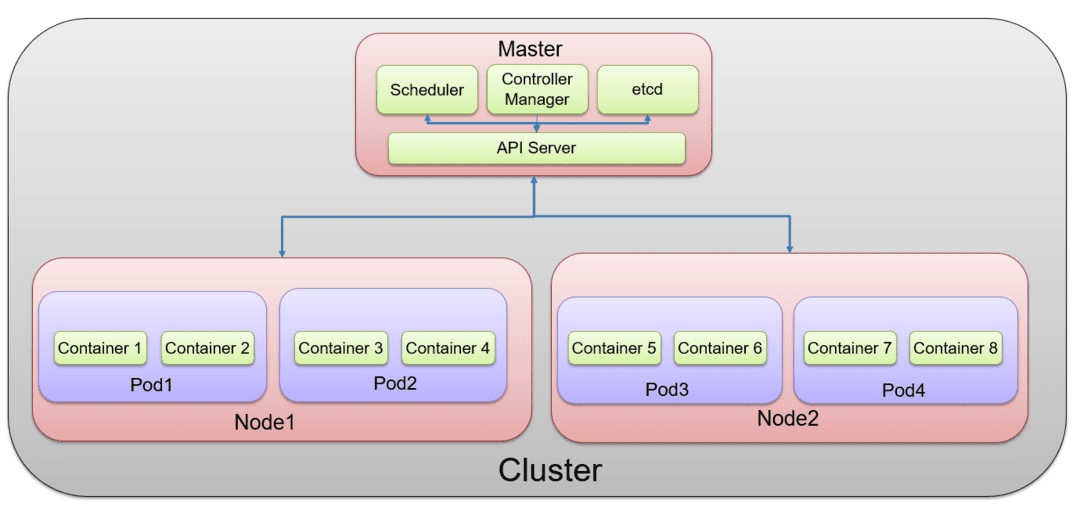 Master
Scheduler
Controller
Manager
etcd
API Server
Container 1
Container 2
Pod1
Container 3
Container 4
Pod2
Node1
Container 5
Container 6
Pod3
Container 7
Container 8
Pod4
Node2
Cluster